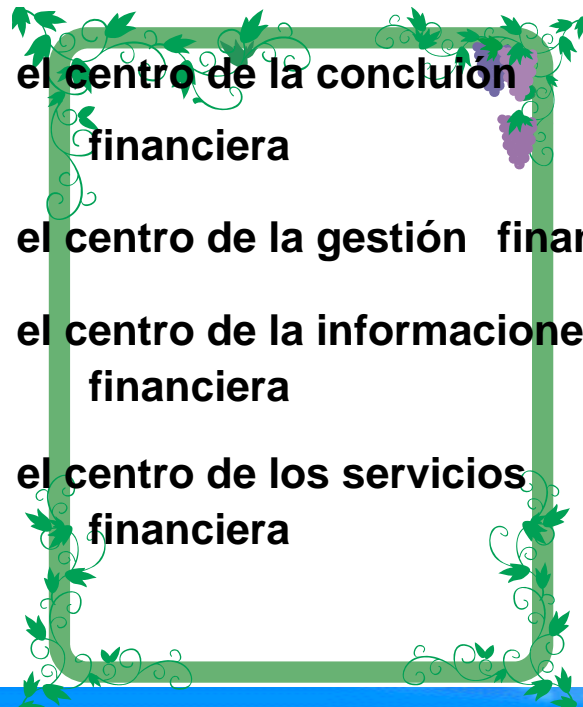 el centro de la concluión
financiera
el centro de la gestión
el centro de la informacione
financiera
el centro de los servicios
financiera